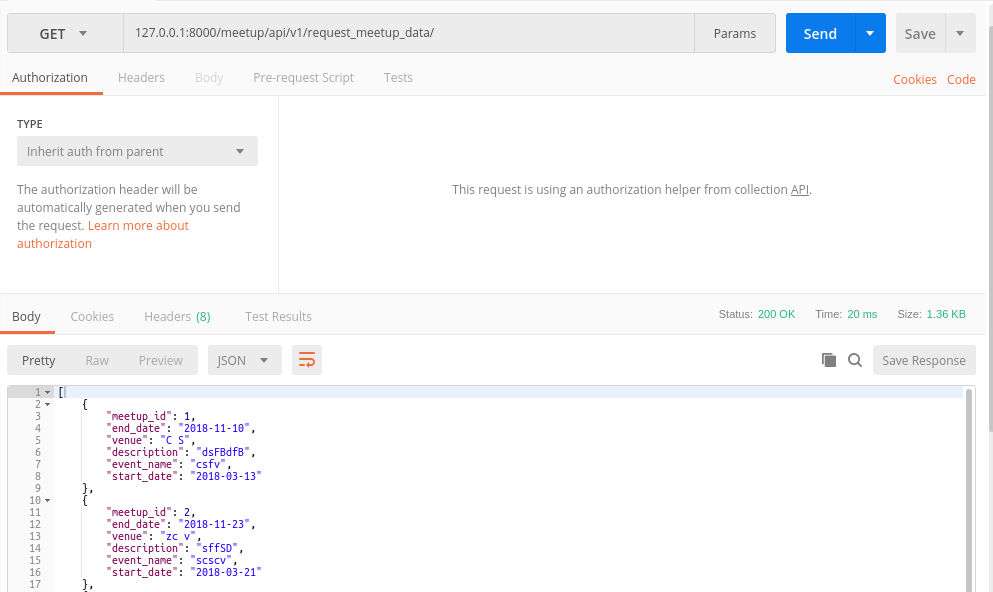 GET 127.0.0.1:8000/meetup/api/v1/request_meetup_data/ Params Send Save
Authorization Headers Body Pre-request Script Tests Cookies Code
TYPE
Inherit auth from parent
The authorization header will be
automatically generated when you send
the request. Learn more about
authorization
This request is using an authorization helper from collection API.
Body Cookies Headers (8) Test Results Status: 200 OK Time: 20 ms Size: 1.36 KB
Pretty Raw Preview JSON Save Response
1 [
2 {
3 "meetup_id": 1,
4 "end_date": "2018-11-10",
5 "venue": "C S",
6 "description": "dsFBdfB",
7 "event_name": "csfv",
8 "start_date": "2018-03-13"
9 },
10 {
11 "meetup_id": 2,
12 "end_date": "2018-11-23",
13 "venue": "zc v",
14 "description": "sffSD",
15 "event_name": "scscv",
16 "start_date": "2018-03-21"
17 },